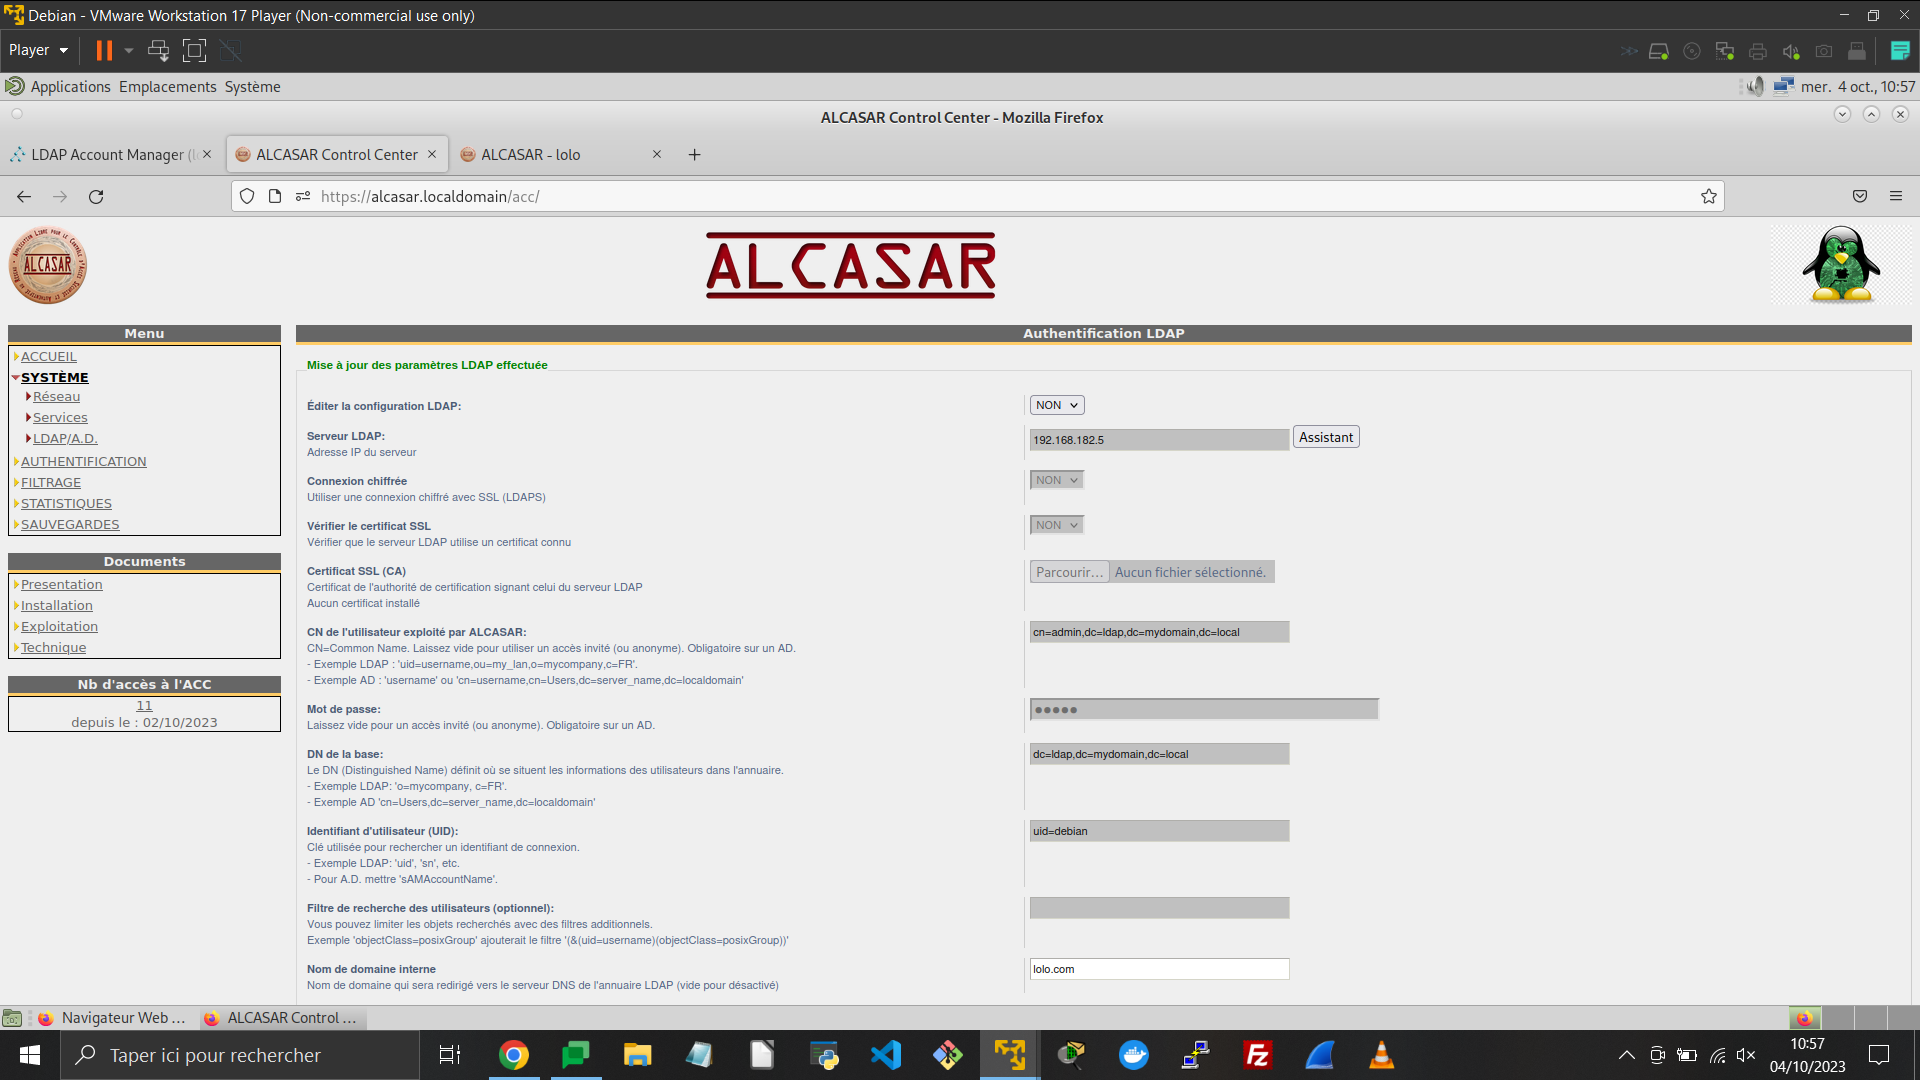 Debian - VMware Workstation 17 Player (Non-commercial use only)
Player
Applications Emplacements Système
mer. 4 oct., 10:57
ALCASAR Control Center - Mozilla Firefox
LDAP Account Manager (l
ALCASAR Control Center
ALCASAR - lolo
https://alcasar.localdomain/acc/
ALCASAR
ALCASAR
Menu
ACCUEIL
SYSTÈME
Réseau
Services
LDAP/A.D.
AUTHENTIFICATION
FILTRAGE
STATISTIQUES
SAUVEGARDES
Documents
Presentation
Installation
Exploitation
Technique
Nb d'accès à l'ACC
11
depuis le : 02/10/2023
Authentification LDAP
Mise à jour des paramètres LDAP effectuée
Éditer la configuration LDAP:
NON
Serveur LDAP:
Adresse IP du serveur
192.168.182.5
Assistant
Connexion chiffrée
Utiliser une connexion chiffré avec SSL (LDAPS)
NON
Vérifier le certificat SSL
Vérifier que le serveur LDAP utilise un certificat connu
NON
Certificat SSL (CA)
Certificat de l'authorité de certification signant celui du serveur LDAP
Aucun certificat installé
Parcourir... Aucun fichier sélectionné.
CN de l'utilisateur exploité par ALCASAR:
CN=Common Name. Laissez vide pour utiliser un accès invité (ou anonyme). Obligatoire sur un AD.
- Exemple LDAP : 'uid=username,ou=my_lan,o=mycompany,c=FR'.
- Exemple AD : 'username' ou 'cn=username,cn=Users,dc=server_name,dc=localdomain'
cn=admin,dc=ldap,dc=mydomain,dc=local
Mot de passe:
Laissez vide pour un accès invité (ou anonyme). Obligatoire sur un AD.
●●●●●
DN de la base:
Le DN (Distinguished Name) définit où se situent les informations des utilisateurs dans l'annuaire.
- Exemple LDAP: 'o=mycompany, c=FR'.
- Exemple AD 'cn=Users,dc=server_name,dc=localdomain'
dc=ldap,dc=mydomain,dc=local
Identifiant d'utilisateur (UID):
Clé utilisée pour rechercher un identifiant de connexion.
- Exemple LDAP: 'uid', 'sn', etc.
- Pour A.D. mettre 'sAMAccountName'.
uid=debian
Filtre de recherche des utilisateurs (optionnel):
Vous pouvez limiter les objets recherchés avec des filtres additionnels.
Exemple 'objectClass=posixGroup' ajouterait le filtre '(&(uid=username)(objectClass=posixGroup))'
Nom de domaine interne
Nom de domaine qui sera redirigé vers le serveur DNS de l'annuaire LDAP (vide pour désactivé)
lolo.com
Navigateur Web ...
ALCASAR Control ...
Taper ici pour rechercher
10:57
04/10/2023